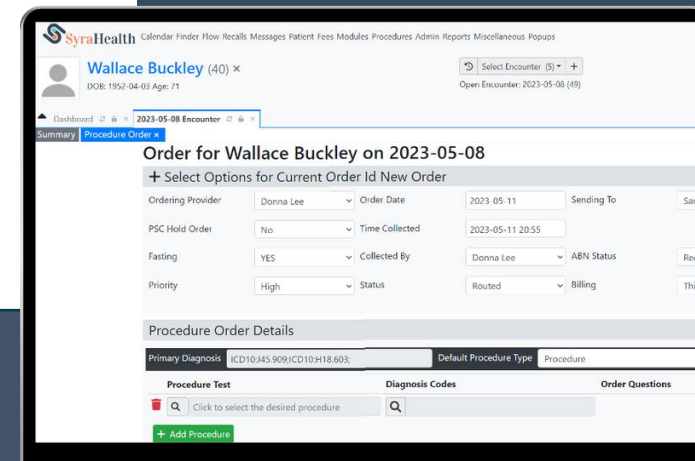 SyraHealth Calendar Finder Flow Recalls Messages Patient Fees Modules Procedures Admin Reports Miscellaneous Popups
Wallace Buckley (40) ×
Select Encounter (5) +
DOB: 1952-04-03 Age: 71
Open Encounter: 2023-05-08 (49)
Dashboard × 2023-05-08 Encounter ×
Summary Procedure Order ×
Order for Wallace Buckley on 2023-05-08
+ Select Options for Current Order Id New Order
Ordering Provider Donna Lee Order Date 2023-05-11 Sending To Sar
PSC Hold Order No Time Collected 2023-05-11 20:55
Fasting YES Collected By Donna Lee ABN Status Re
Priority High Status Routed Billing Thi
Procedure Order Details
Primary Diagnosis ICD10:J45.909;ICD10:H18.603; Default Procedure Type Procedure
Procedure Test Diagnosis Codes Order Questions
Click to select the desired procedure
+ Add Procedure